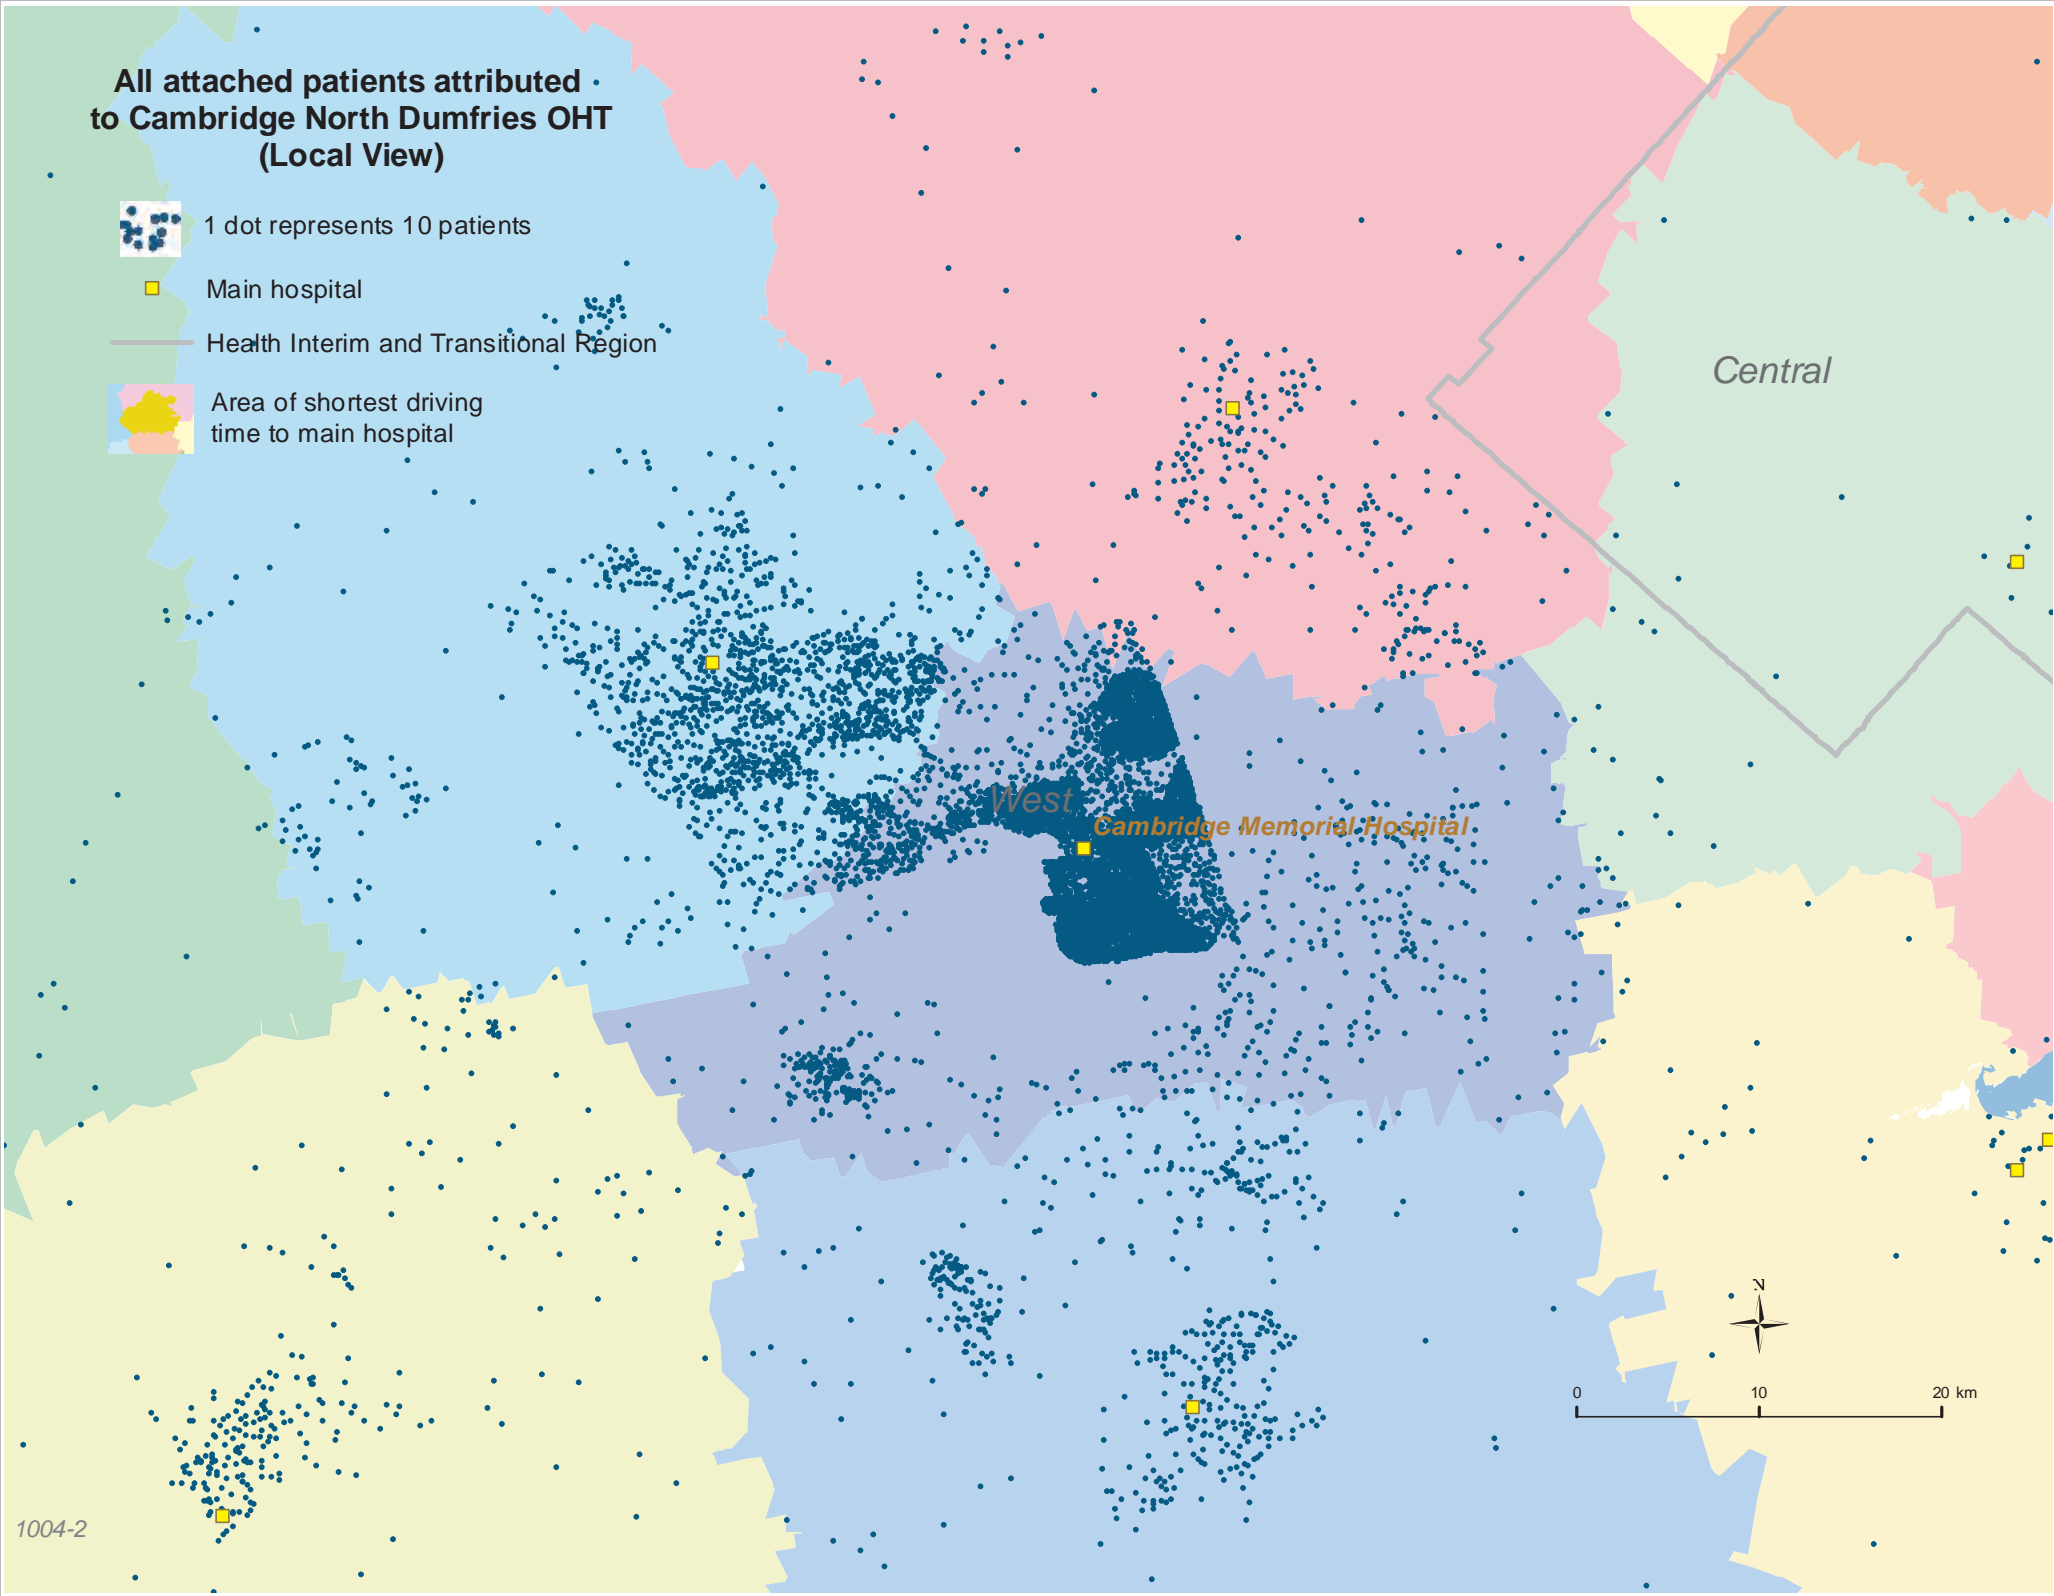 All attached patients attributed
to Cambridge North Dumfries OHT
(Local View)
1 dot represents 10 patients
Main hospital
Health Interim and Transitional Region
Area of shortest driving
time to main hospital
Central
West
Cambridge Memorial Hospital
N
0 10 20 km
1004-2